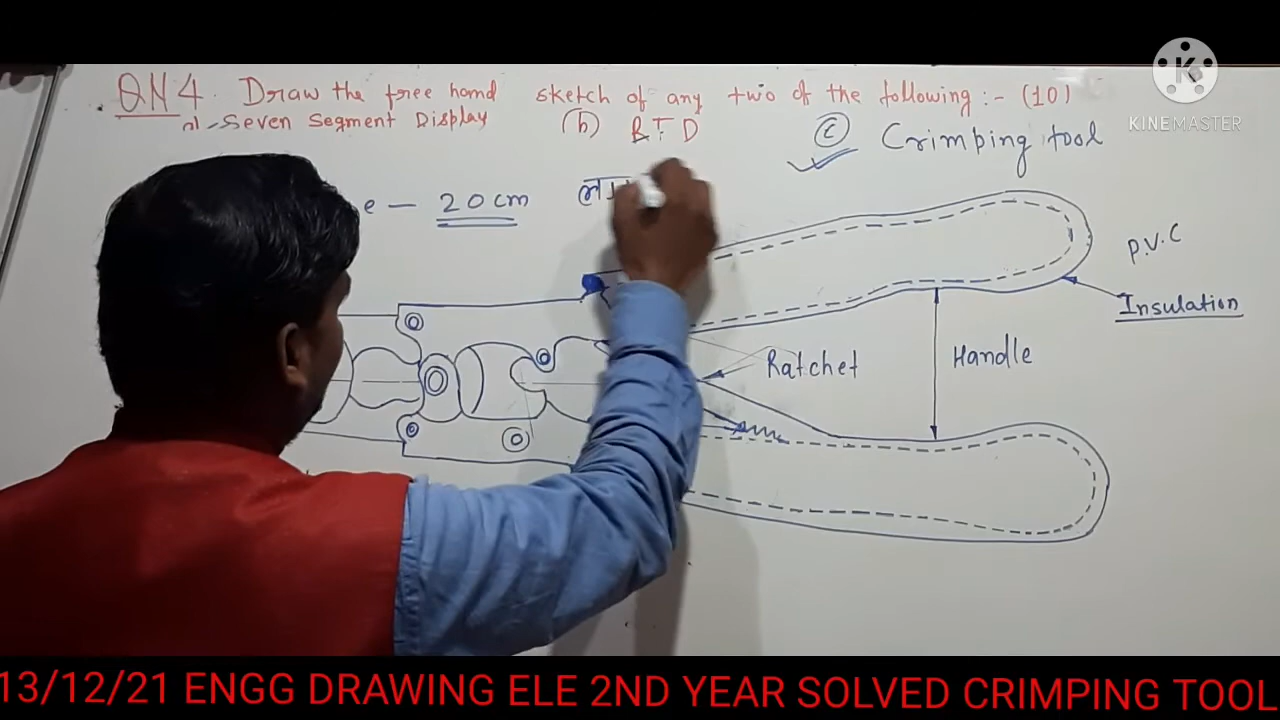 QN 4. Draw the free hand sketch of any two of the following :- (10)
a) - Seven Segment Display (b) R.T.D (c) Crimping tool
e - 20 cm
P.V.C
Insulation
Handle
Ratchet
KINEMASTER
13/12/21 ENGG DRAWING ELE 2ND YEAR SOLVED CRIMPING TOOL